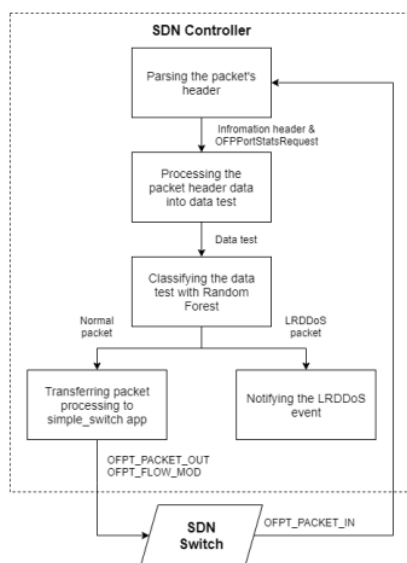 SDN Controller
Parsing the packet's
header
Infromation header &
OFPPortStatsRequest
Processing the
packet header data
into data test
Data test
Classifying the data
test with Random
Forest
Normal
packet
LRDDoS
packet
Transferring packet
processing to
simple_switch app
Notifying the LRDDoS
event
OFPT_PACKET_OUT
OFPT_FLOW_MOD
SDN
Switch
OFPT_PACKET_IN